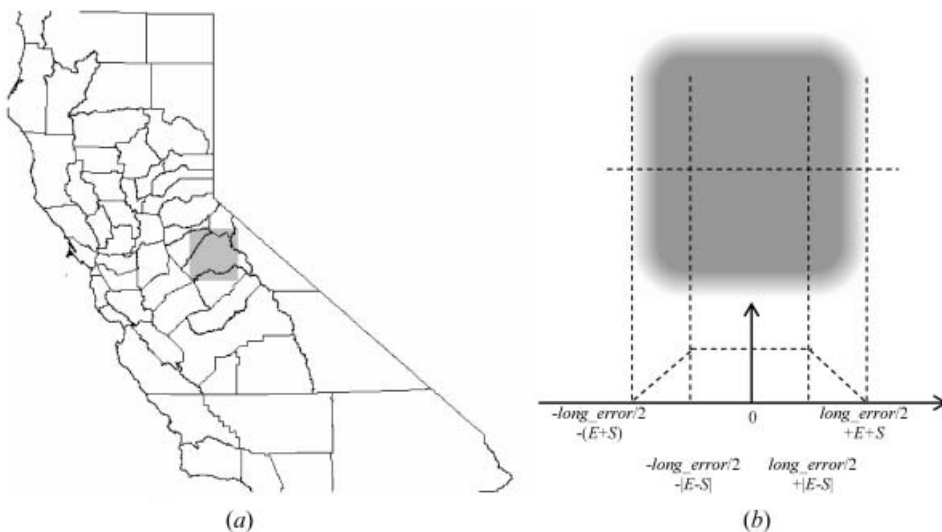 -long_error/2
-(E+S)
0
long_error/2
+E+S
-long_error/2
-|E-S|
long_error/2
+|E-S|
(a)
(b)